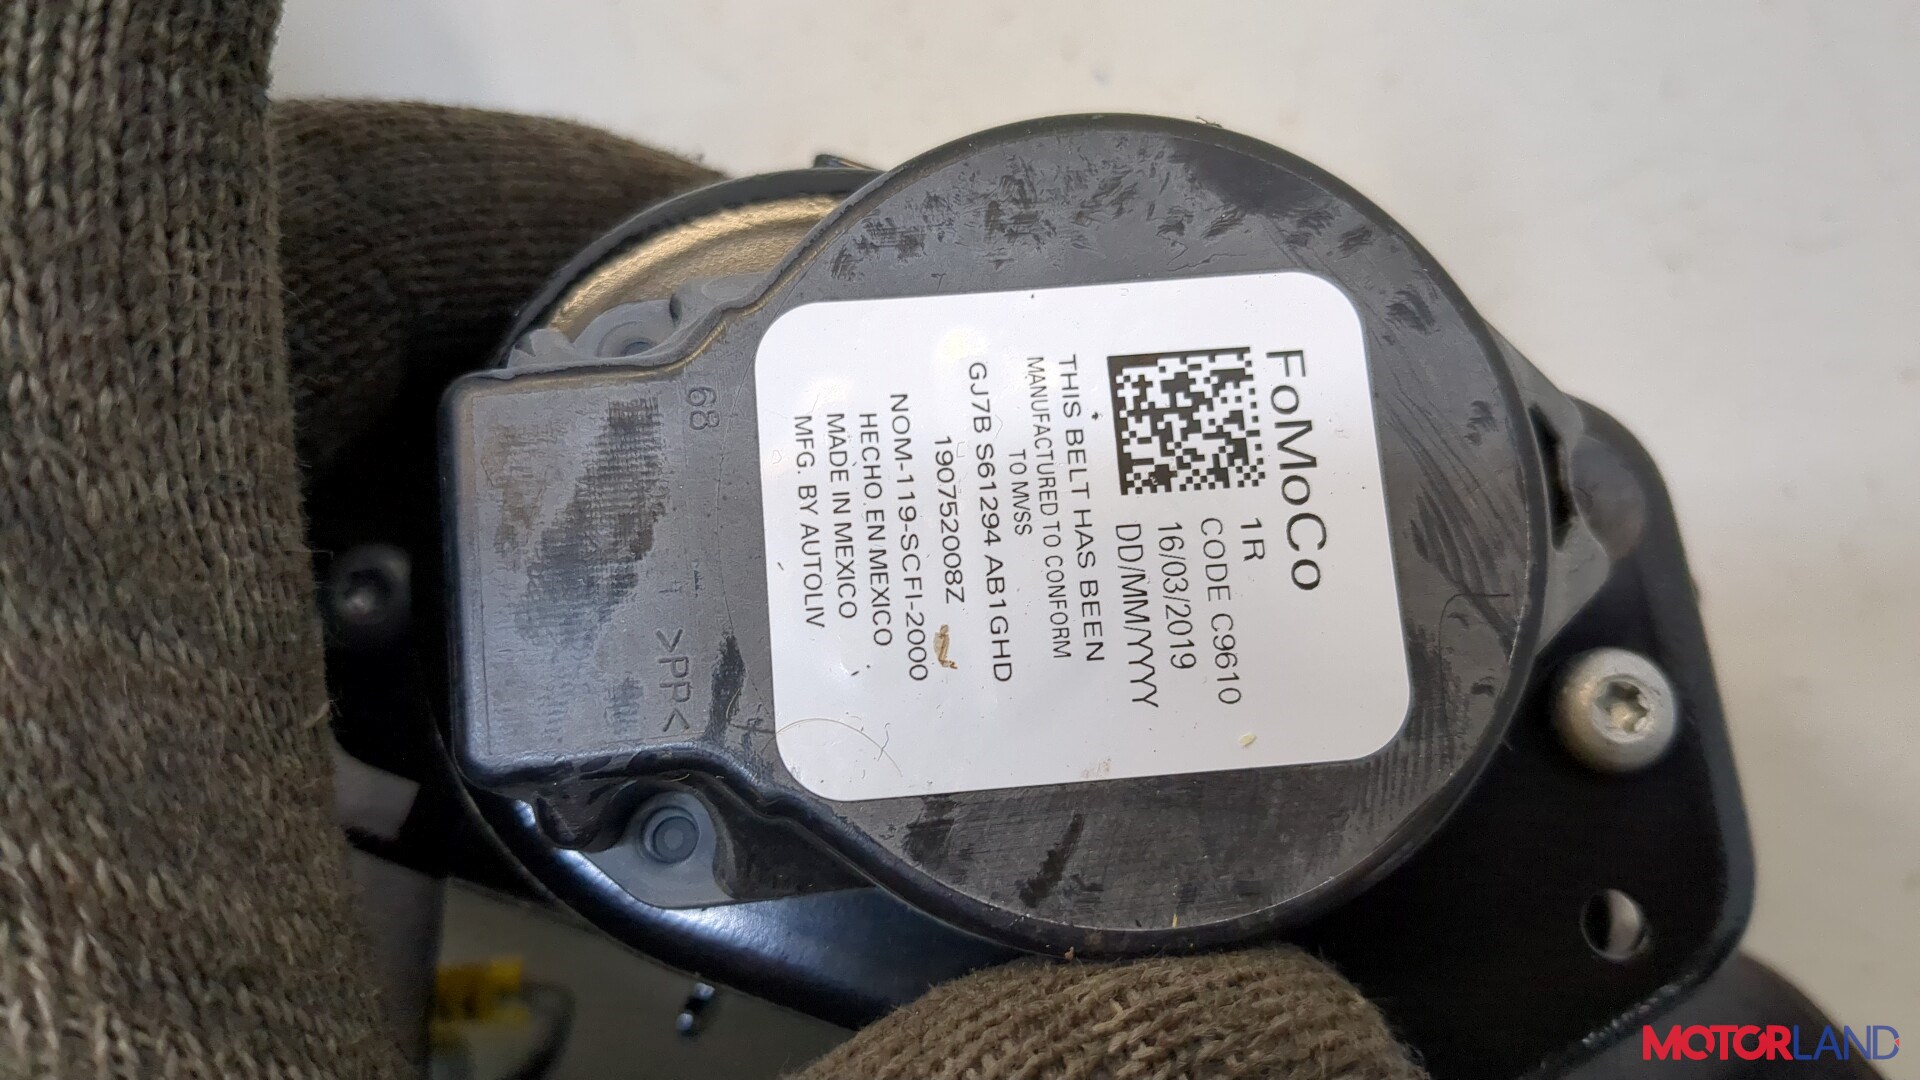 FoMoCo
1R
CODE C9610
16/03/2019
DD/MM/YYYY
THIS BELT HAS BEEN
MANUFACTURED TO CONFORM
TO MVSS
GJ7B S61294 AB1GHD
1907520082Z
NOM-119-SCFI-2000
HECHO EN MEXICO
MADE IN MEXICO
MFG. BY AUTOLIV
68
>PP<
MOTORLAND